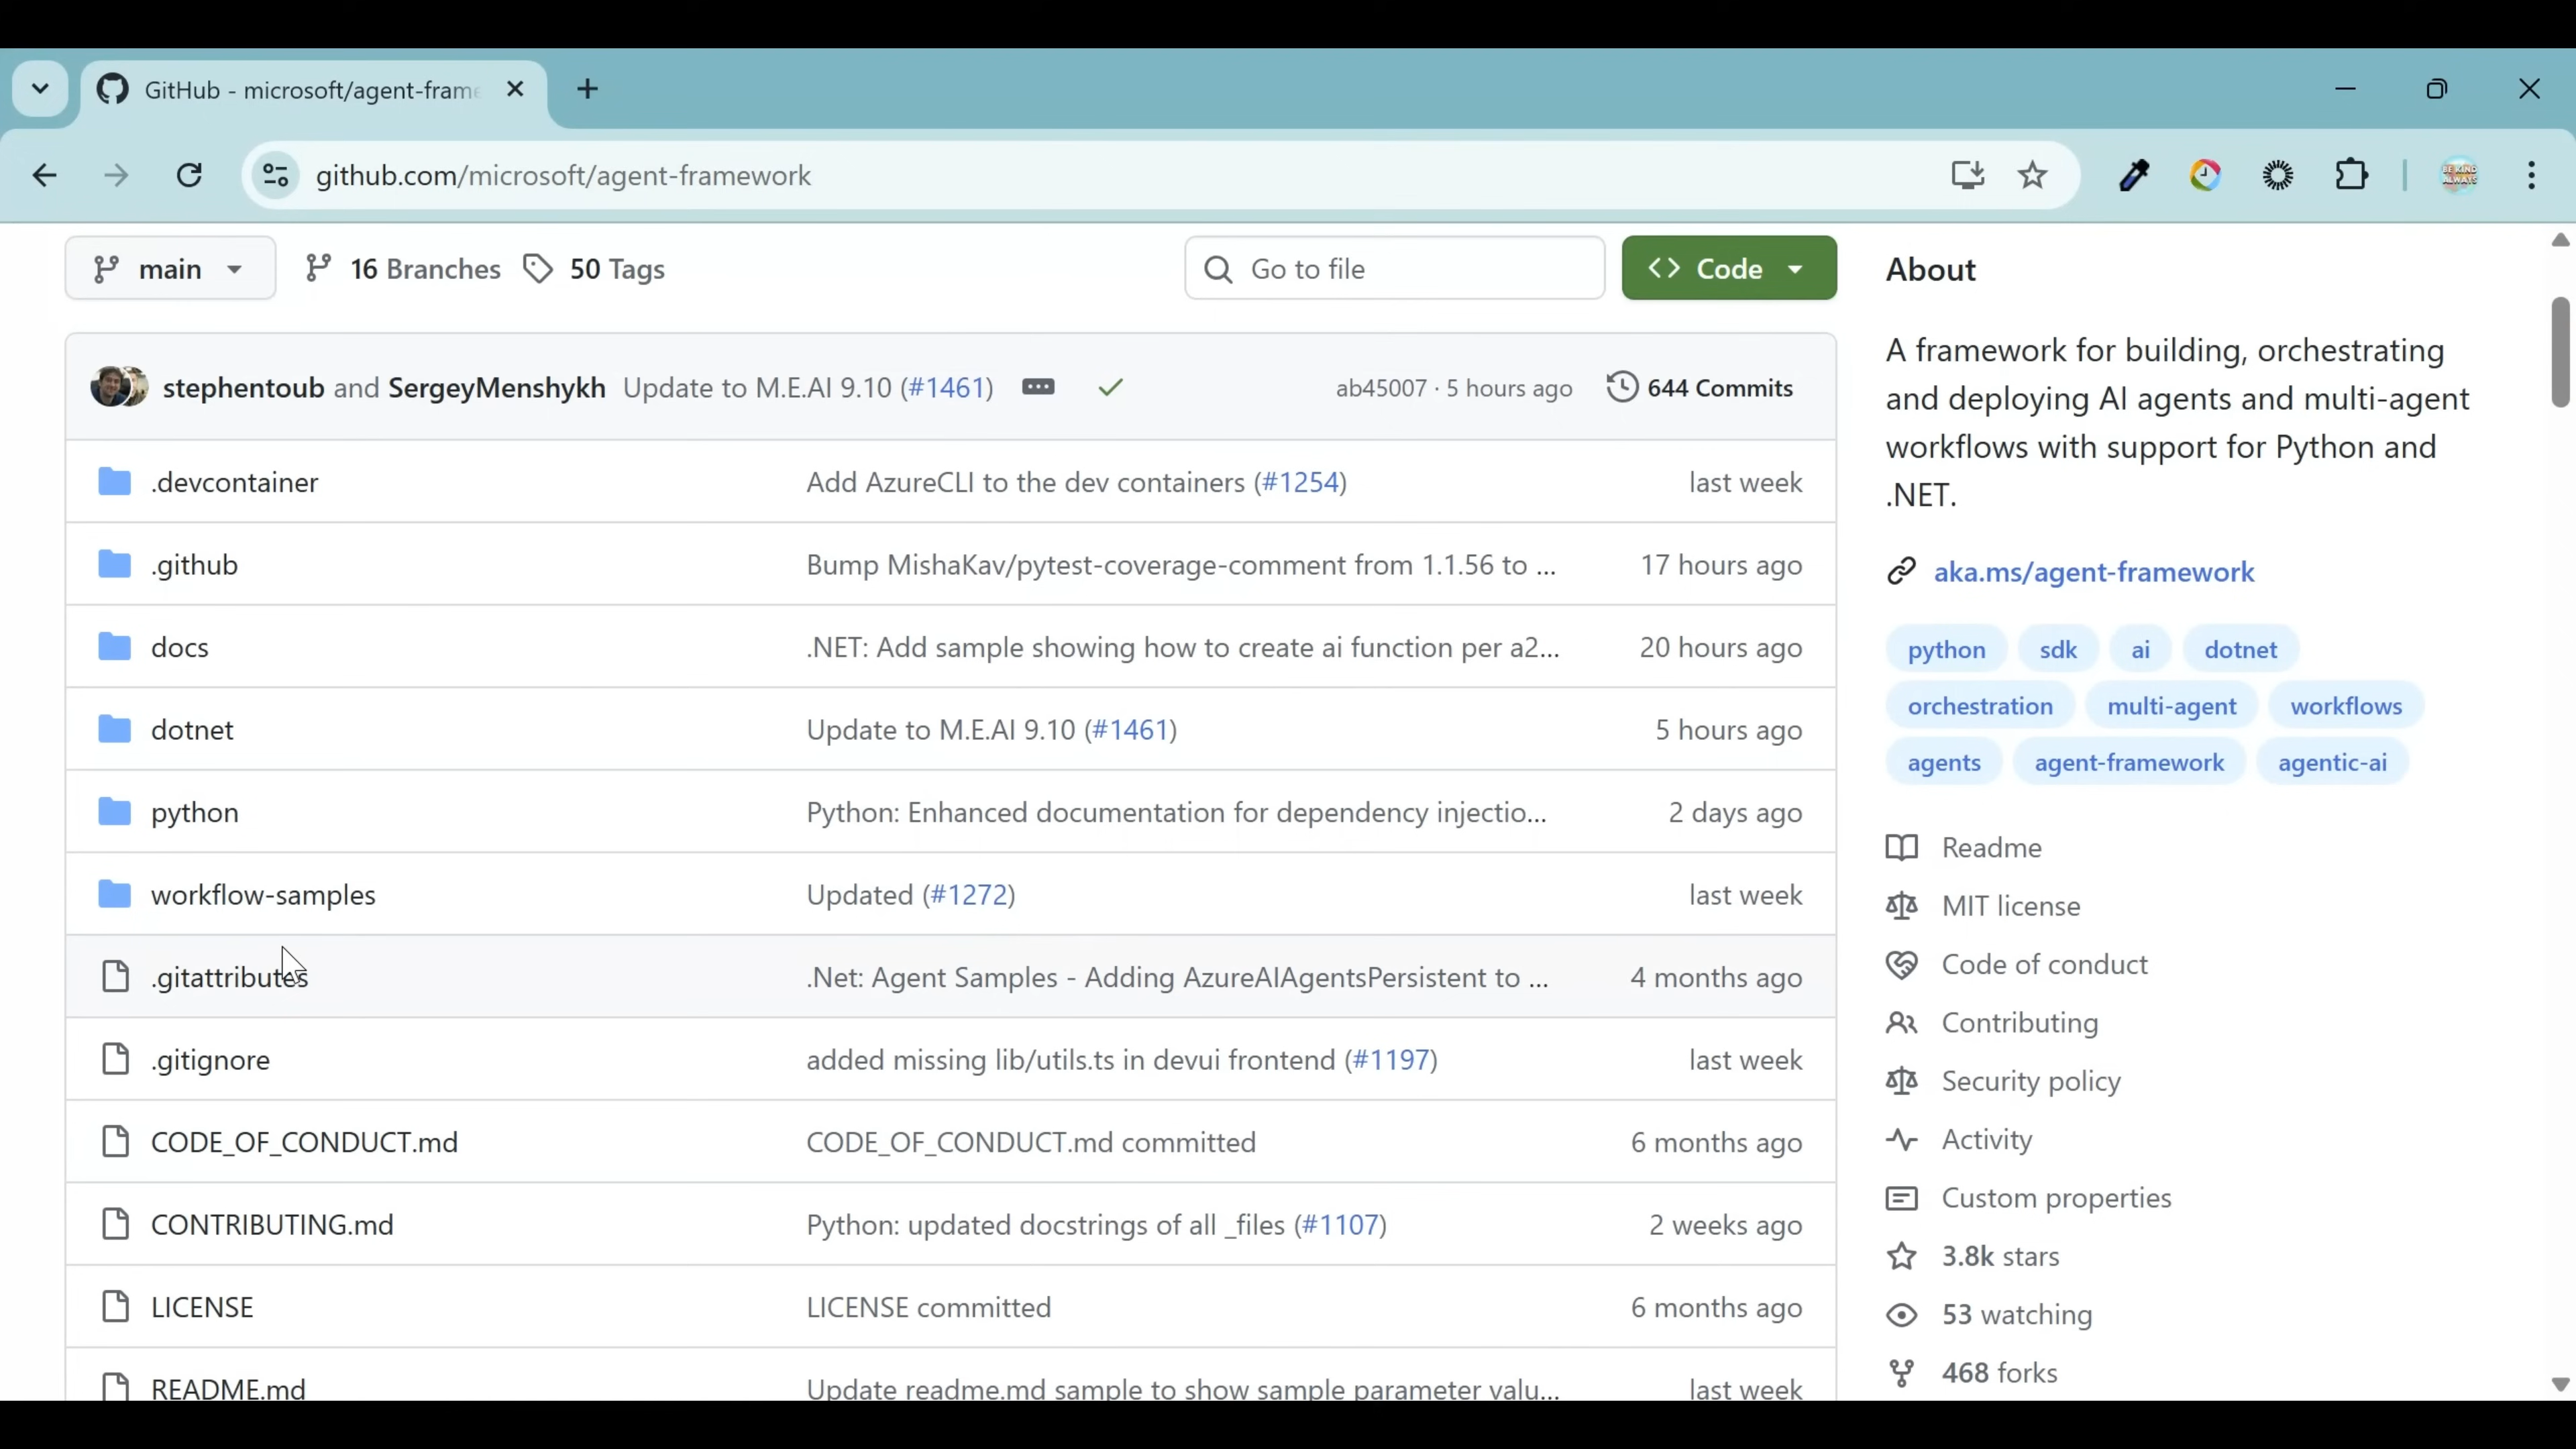 GitHub - microsoft/agent-frame
github.com/microsoft/agent-framework
main
16 Branches
50 Tags
Go to file
Code
About
A framework for building, orchestrating
and deploying AI agents and multi-agent
workflows with support for Python and
.NET.
aka.ms/agent-framework
python sdk ai dotnet
orchestration multi-agent workflows
agents agent-framework agentic-ai
Readme
MIT license
Code of conduct
Contributing
Security policy
Activity
Custom properties
3.8k stars
53 watching
468 forks
stephentoub and SergeyMenshykh Update to M.E.AI 9.10 (#1461) ab45007 · 5 hours ago 644 Commits
.devcontainer Add AzureCLI to the dev containers (#1254) last week
.github Bump MishaKav/pytest-coverage-comment from 1.1.56 to ... 17 hours ago
docs .NET: Add sample showing how to create ai function per a2... 20 hours ago
dotnet Update to M.E.AI 9.10 (#1461) 5 hours ago
python Python: Enhanced documentation for dependency injectio... 2 days ago
workflow-samples Updated (#1272) last week
.gitattributes .Net: Agent Samples - Adding AzureAIAgentsPersistent to ... 4 months ago
.gitignore added missing lib/utils.ts in devui frontend (#1197) last week
CODE_OF_CONDUCT.md CODE_OF_CONDUCT.md committed 6 months ago
CONTRIBUTING.md Python: updated docstrings of all _files (#1107) 2 weeks ago
LICENSE LICENSE committed 6 months ago
README.md Update readme.md sample to show sample parameter valu... last week
BE KIND
ALWAYS